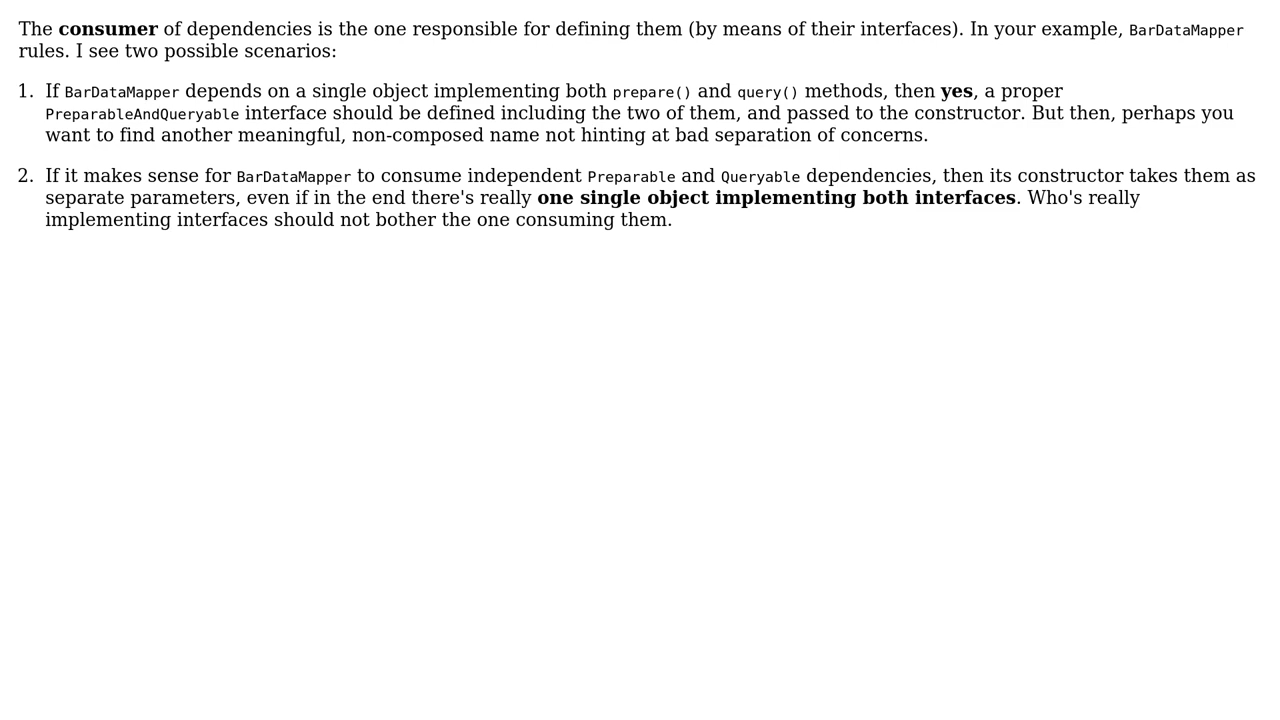 The consumer of dependencies is the one responsible for defining them (by means of their interfaces). In your example, BarDataMapper
rules. I see two possible scenarios:
1. If BarDataMapper depends on a single object implementing both prepare() and query() methods, then yes, a proper
PreparableAndQueryable interface should be defined including the two of them, and passed to the constructor. But then, perhaps you
want to find another meaningful, non-composed name not hinting at bad separation of concerns.
2. If it makes sense for BarDataMapper to consume independent Preparable and Queryable dependencies, then its constructor takes them as
separate parameters, even if in the end there's really one single object implementing both interfaces. Who's really
implementing interfaces should not bother the one consuming them.